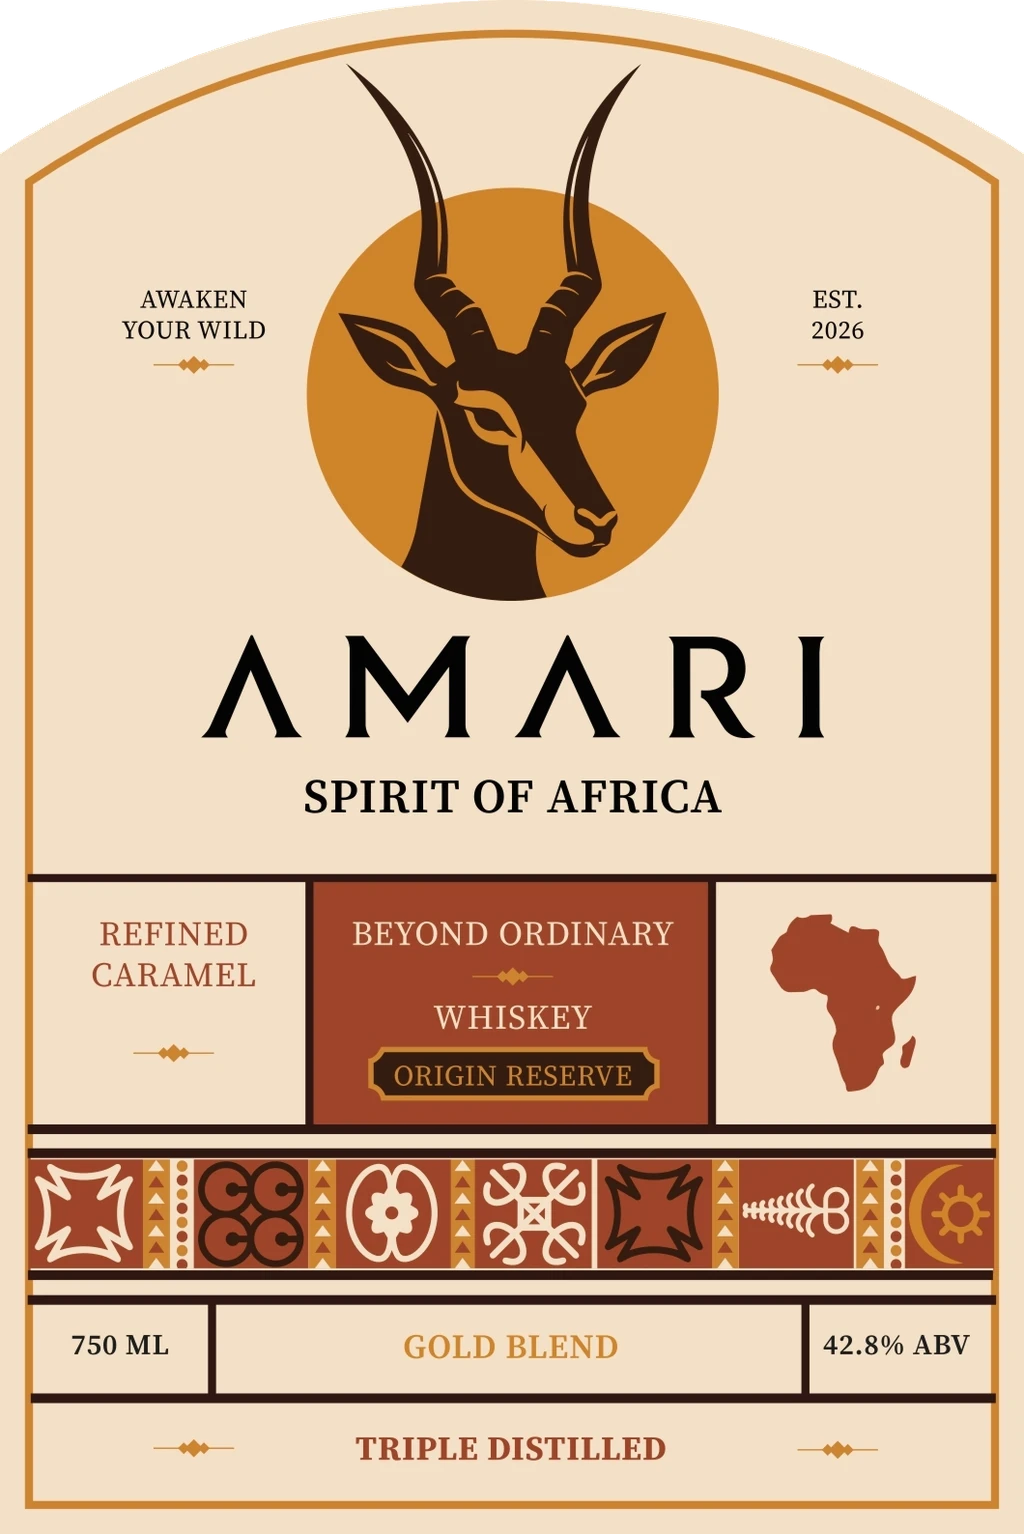 AWAKEN
YOUR WILD
EST.
2026
AMARI
SPIRIT OF AFRICA
REFINED
CARAMEL
BEYOND ORDINARY
WHISKEY
ORIGIN RESERVE
750 ML
GOLD BLEND
42.8% ABV
TRIPLE DISTILLED